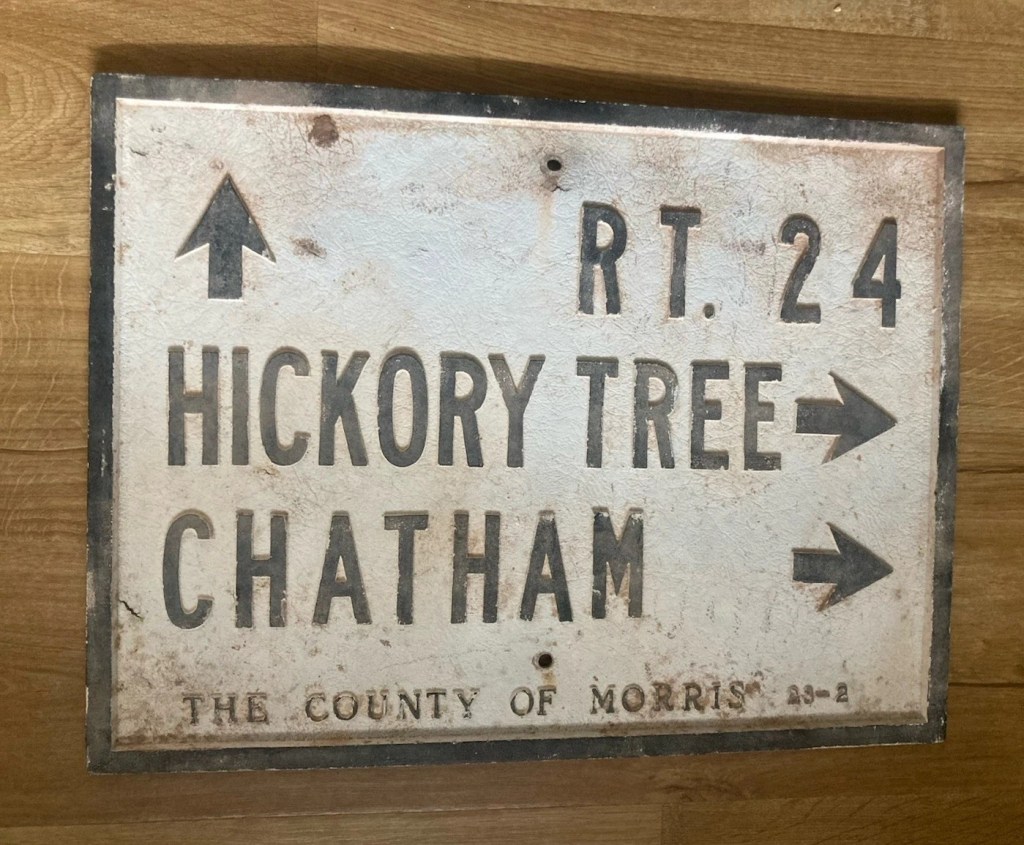 RT. 24
HICKORY TREE
CHATHAM
THE COUNTY OF MORRIS 23-2